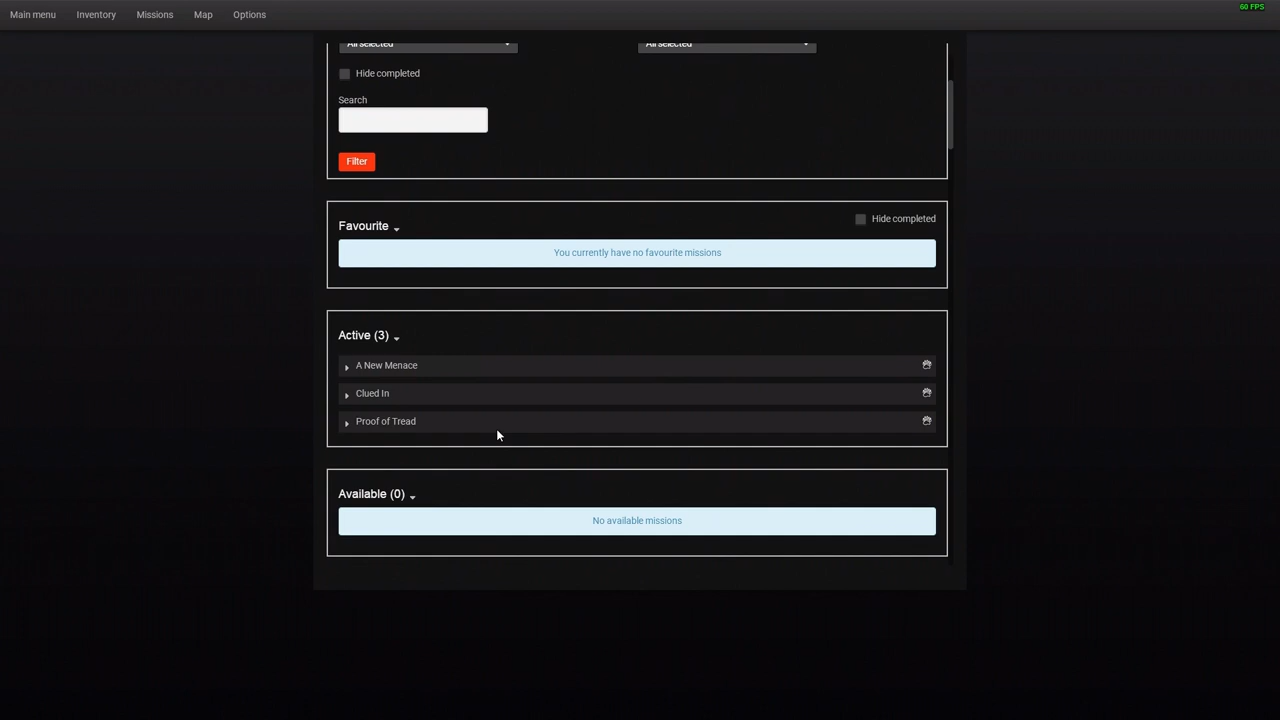 Main menu Inventory Missions Map Options
60 FPS
All selected All selected
Hide completed
Search
Filter
Favourite
Hide completed
You currently have no favourite missions
Active (3)
A New Menace
Clued In
Proof of Tread
Available (0)
No available missions